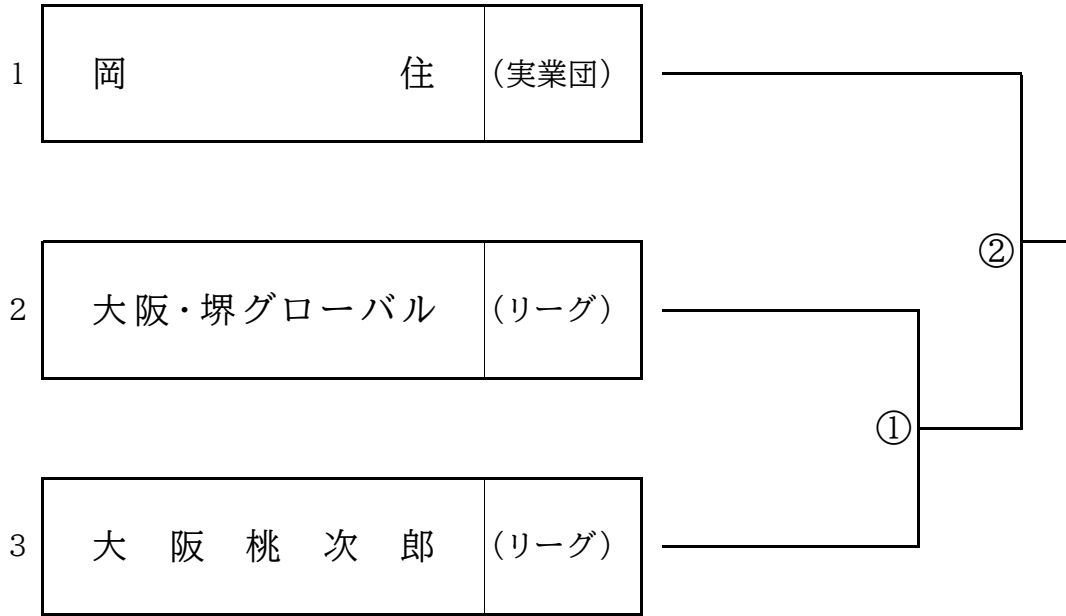 1 岡住 (実業団)
②
2 大阪・堺グローバル (リーグ)
①
3 大阪桃次郎 (リーグ)